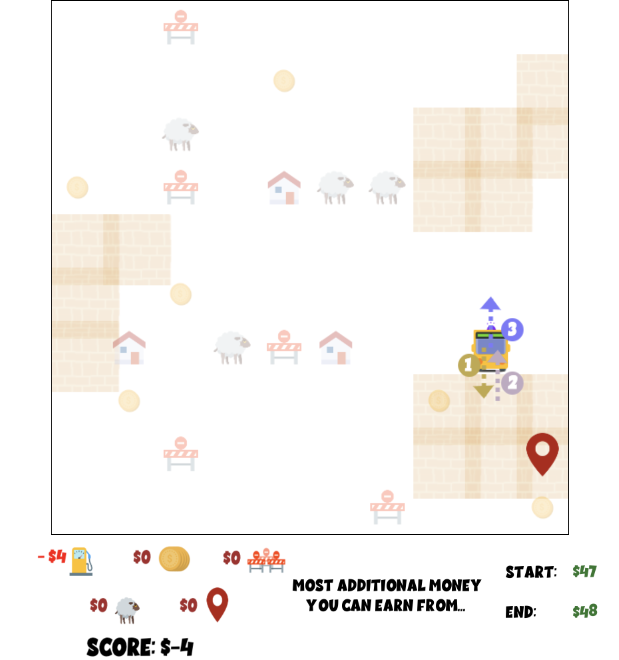 3
1
2
- $4
$0
$0
$0
$0
SCORE: $-4
MOST ADDITIONAL MONEY
YOU CAN EARN FROM...
START: $47
END: $48